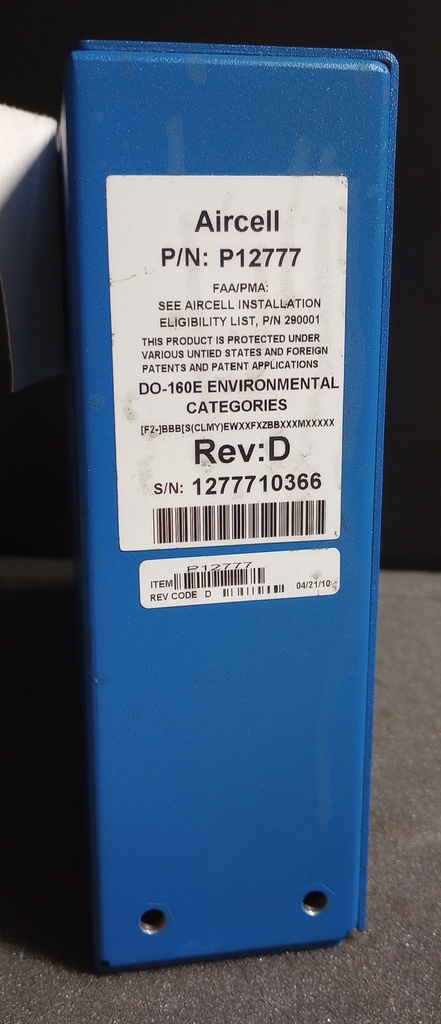 Aircell
P/N: P12777
FAA/PMA:
SEE AIRCELL INSTALLATION
ELIGIBILITY LIST, P/N 290001
THIS PRODUCT IS PROTECTED UNDER
VARIOUS UNTIED STATES AND FOREIGN
PATENTS AND PATENT APPLICATIONS
DO-160E ENVIRONMENTAL
CATEGORIES
[F2-]BBB[S(CLMY)EWXXFXZBBXXXMXXXXX
Rev:D
S/N: 1277710366
P12777
ITEM
REV CODE D
04/21/10